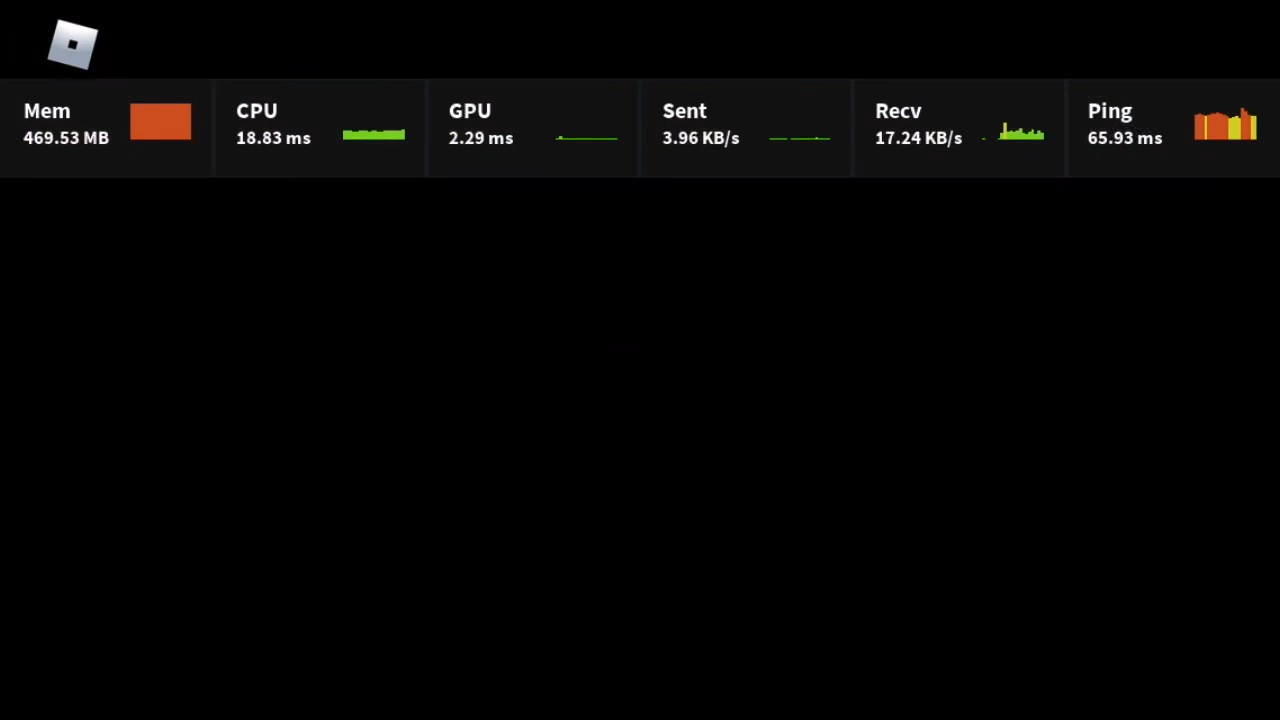 Mem CPU GPU Sent Recv Ping
469.53 MB 18.83 ms 2.29 ms 3.96 KB/s 17.24 KB/s 65.93 ms